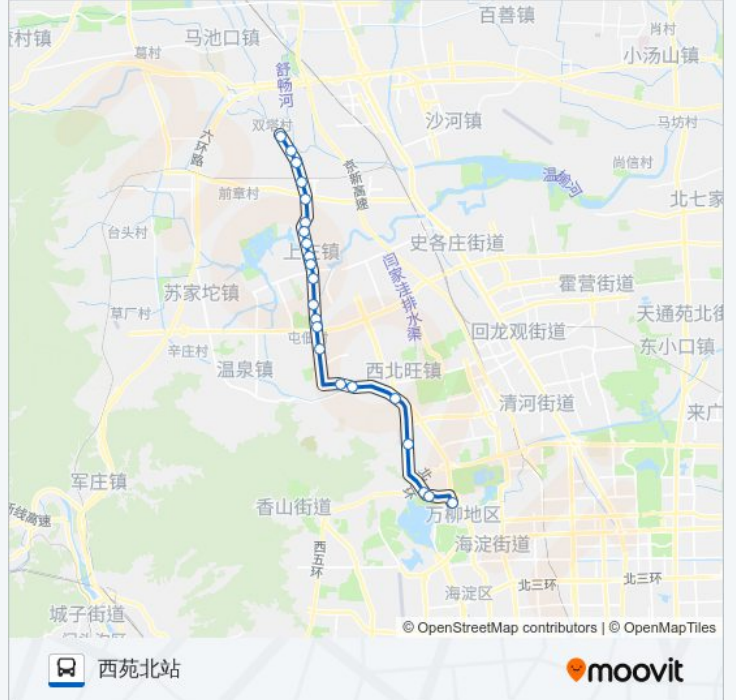 百善镇
马池口镇
肖村
葛村
小汤山镇
舒畅河
沙河镇
马坊村
双塔村
六环路
京新高速
尚信村
温榆河
前章村
北七家
台头村
史各庄街道
上庄镇
闫家洼排水渠
霍营街道
苏家坨镇
草厂村
天通苑北街
回龙观街道
辛庄村
东小口镇
温泉镇
西北旺镇
清河街道
来广
军庄镇
香山街道
万柳地区
西五环
海淀街道
北三环
北三环
海淀区
城子街道
© OpenStreetMap contributors | © OpenMapTiles
西苑北站
moovit